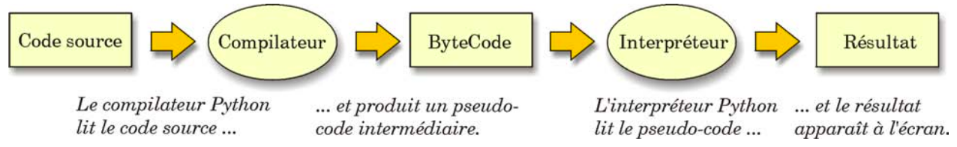 Code source
Compilateur
ByteCode
Interpréteur
Résultat
Le compilateur Python
lit le code source ...
... et produit un pseudo-
code intermédiaire.
L'interpréteur Python
lit le pseudo-code ...
... et le résultat
apparaît à l'écran.